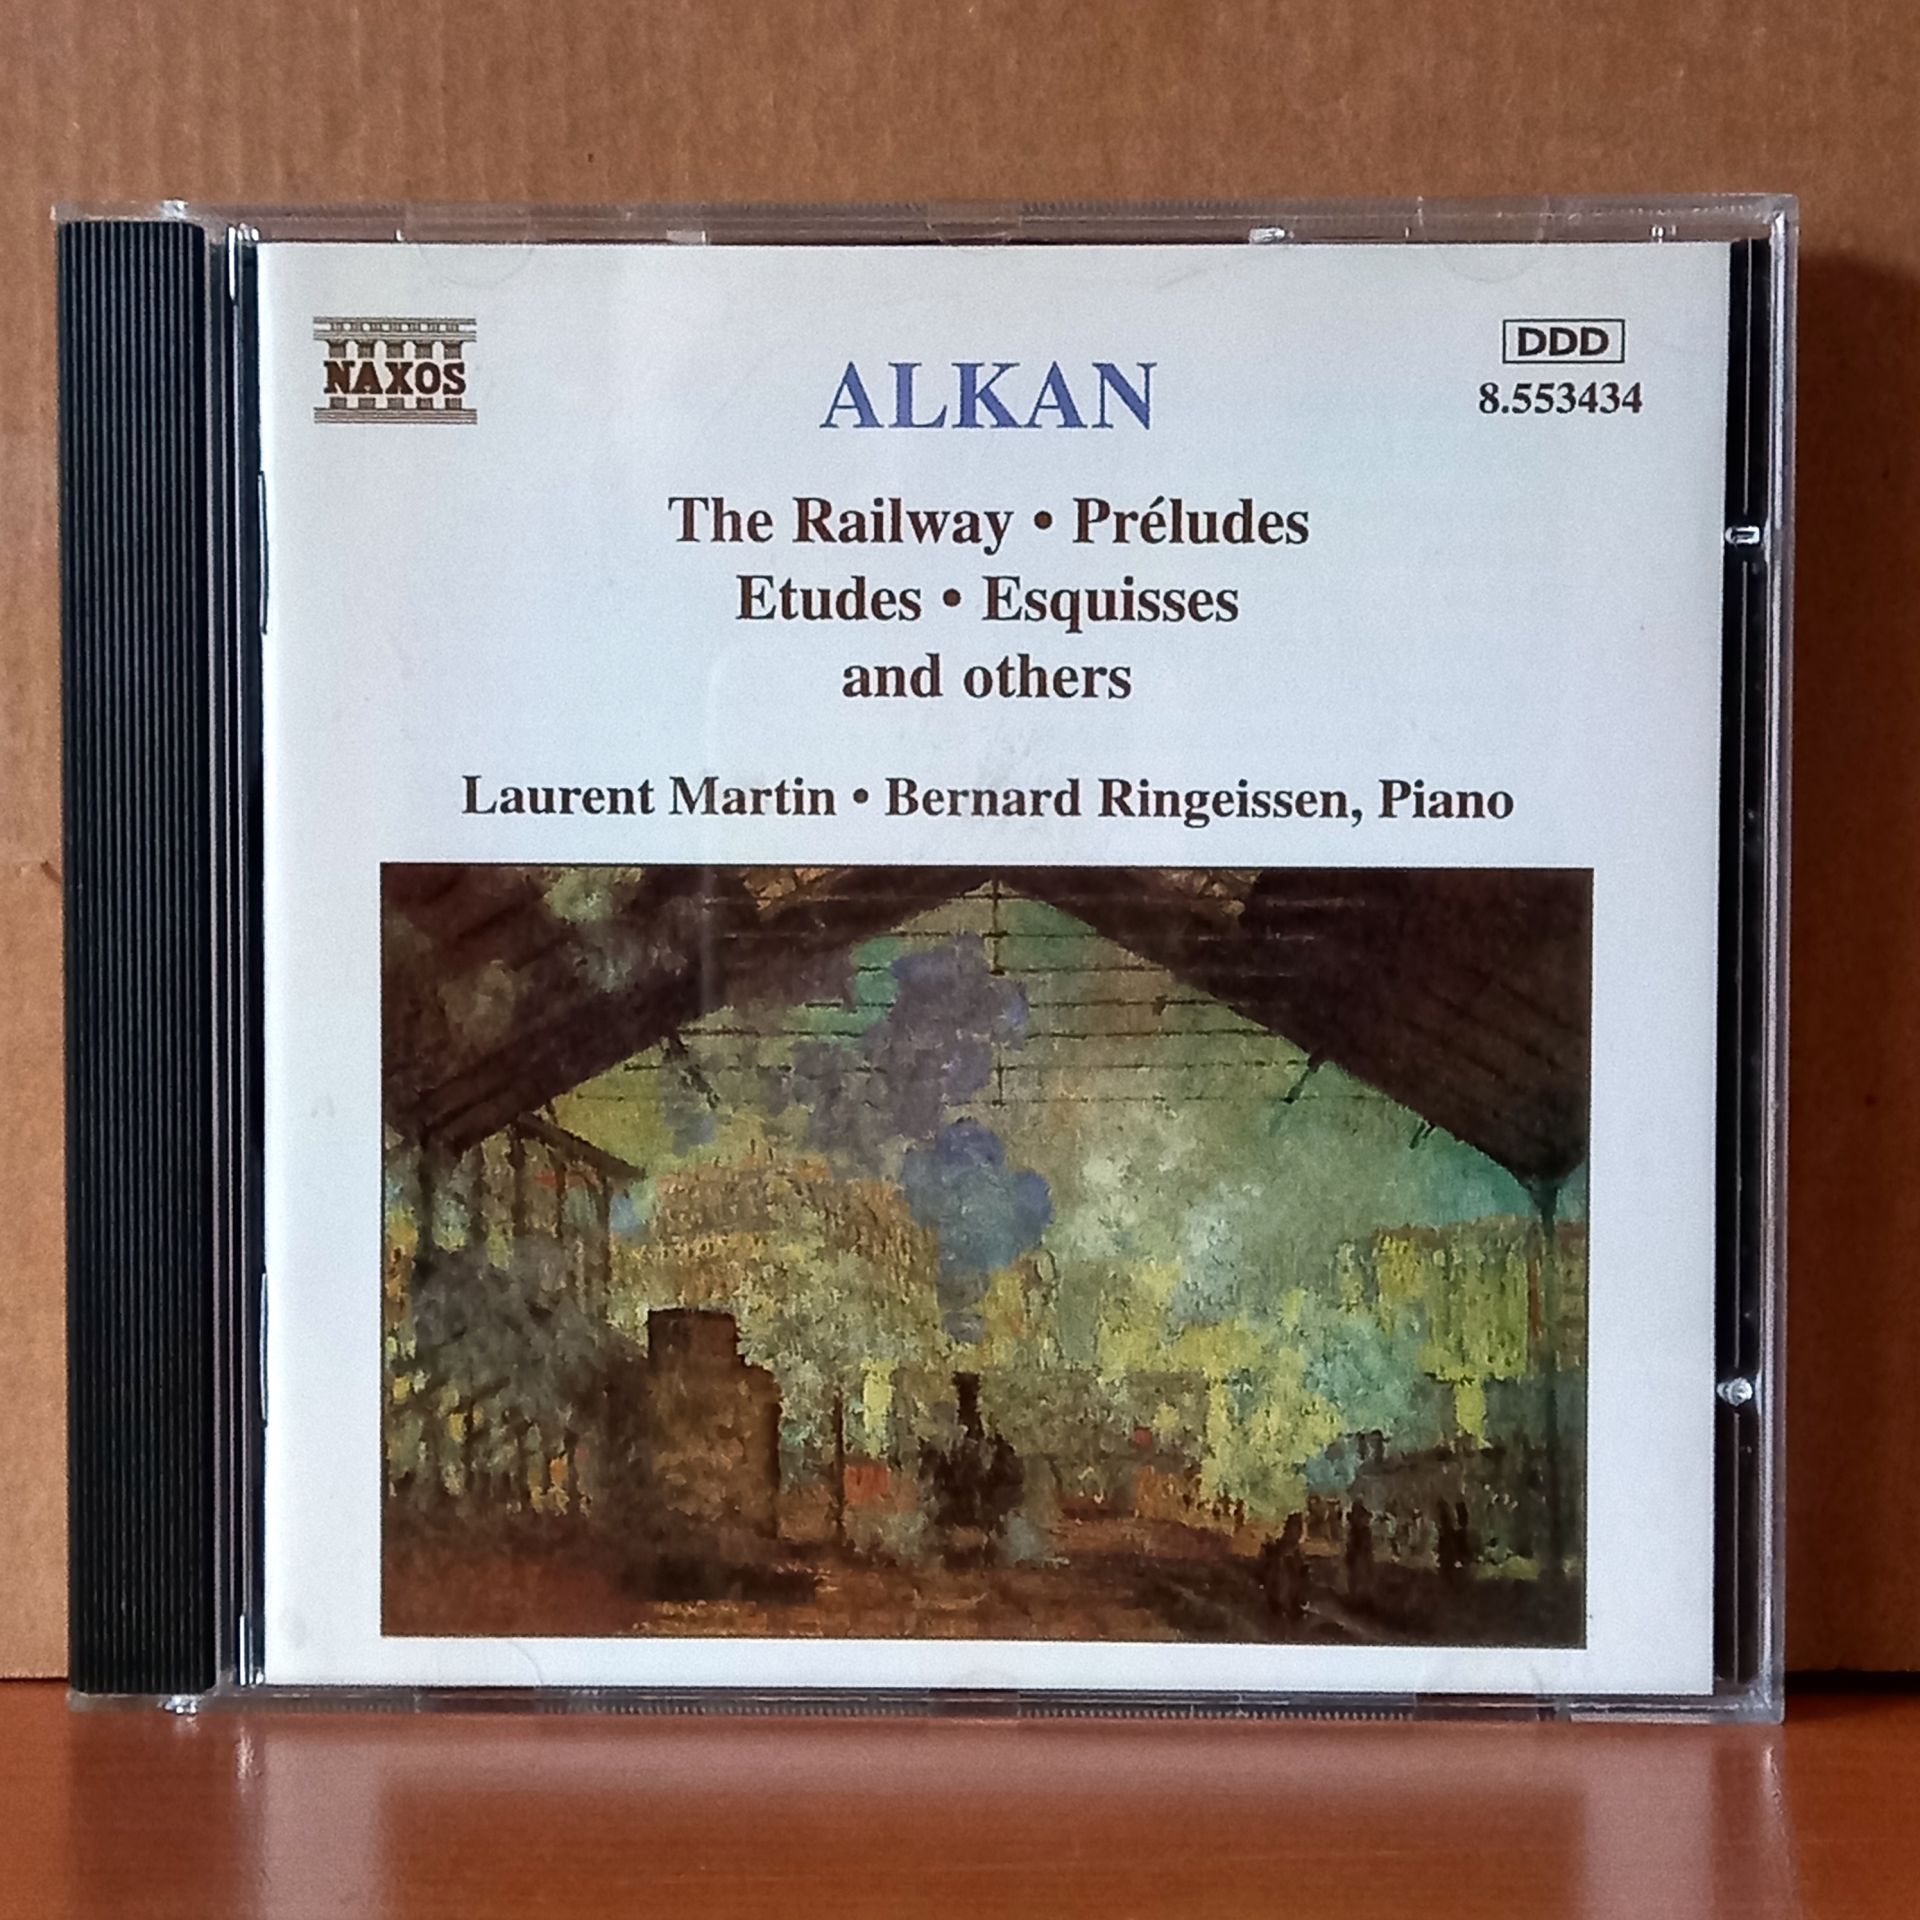 NAXOS
DDD
8.553434
ALKAN
The Railway • Préludes
Etudes • Esquisses
and others
Laurent Martin • Bernard Ringeissen, Piano